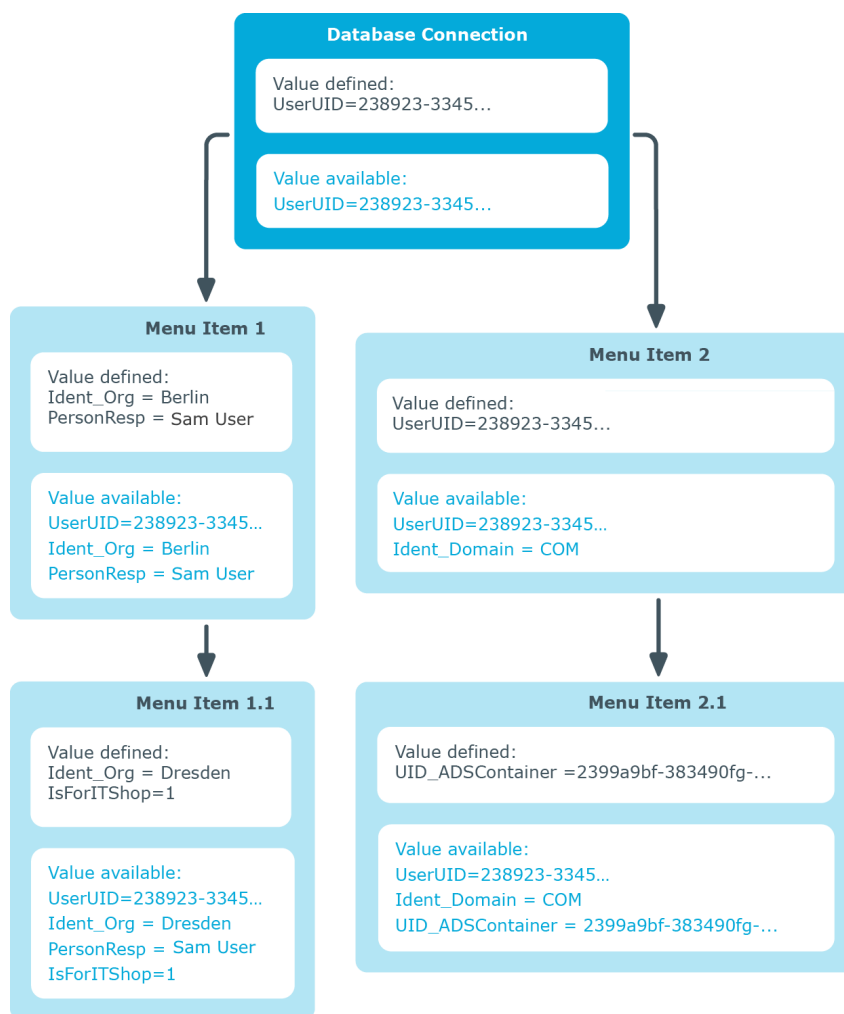 Database Connection
Value defined:
UserUID=238923-3345...
Value available:
UserUID=238923-3345...
Menu Item 1
Value defined:
Ident_Org = Berlin
PersonResp = Sam User
Value available:
UserUID=238923-3345...
Ident_Org = Berlin
PersonResp = Sam User
Menu Item 2
Value defined:
UserUID=238923-3345...
Value available:
UserUID=238923-3345...
Ident_Domain = COM
Menu Item 1.1
Value defined:
Ident_Org = Dresden
IsForITShop=1
Value available:
UserUID=238923-3345...
Ident_Org = Dresden
PersonResp = Sam User
IsForITShop=1
Menu Item 2.1
Value defined:
UID_ADSContainer =2399a9bf-383490fg-...
Value available:
UserUID=238923-3345...
Ident_Domain = COM
UID_ADSContainer = 2399a9bf-383490fg-...